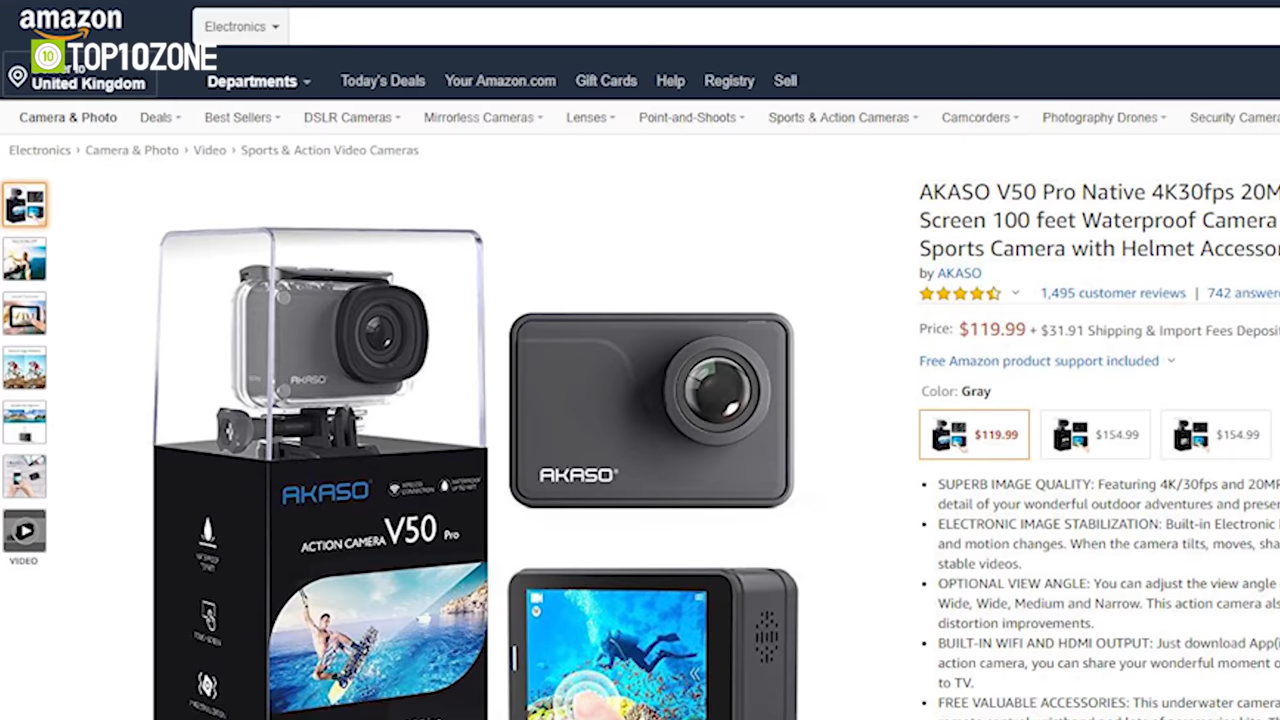 amazon
Electronics
10 TOP10ZONE
United Kingdom
Departments
Today's Deals
Your Amazon.com
Gift Cards
Help
Registry
Sell
Camera & Photo
Deals
Best Sellers
DSLR Cameras
Mirrorless Cameras
Lenses
Point-and-Shoots
Sports & Action Cameras
Camcorders
Photography Drones
Security Camera
Electronics › Camera & Photo › Video › Sports & Action Video Cameras
AKASO V50 Pro Native 4K30fps 20M
Screen 100 feet Waterproof Camera
Sports Camera with Helmet Accessor
by AKASO
1,495 customer reviews | 742 answere
Price: $119.99 + $31.91 Shipping & Import Fees Deposit
Free Amazon product support included
Color: Gray
$119.99
$154.99
$154.99
• SUPERB IMAGE QUALITY: Featuring 4K/30fps and 20MP
detail of your wonderful outdoor adventures and prese
• ELECTRONIC IMAGE STABILIZATION: Built-in Electronic
and motion changes. When the camera tilts, moves, sha
stable videos.
• OPTIONAL VIEW ANGLE: You can adjust the view angle
Wide, Wide, Medium and Narrow. This action camera als
distortion improvements.
• BUILT-IN WIFI AND HDMI OUTPUT: Just download App(
action camera, you can share your wonderful moment o
to TV.
• FREE VALUABLE ACCESSORIES: This underwater camera
VIDEO
AKASO
AKASO
AKASO
ACTION CAMERA V50 Pro